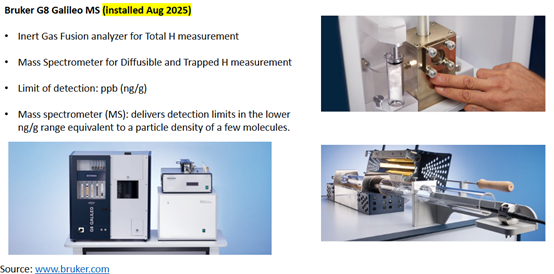 Bruker G8 Galileo MS (installed Aug 2025)
• Inert Gas Fusion analyzer for Total H measurement
• Mass Spectrometer for Diffusible and Trapped H measurement
• Limit of detection: ppb (ng/g)
• Mass spectrometer (MS): delivers detection limits in the lower
ng/g range equivalent to a particle density of a few molecules.
G8 GALILEO
Source: www.bruker.com